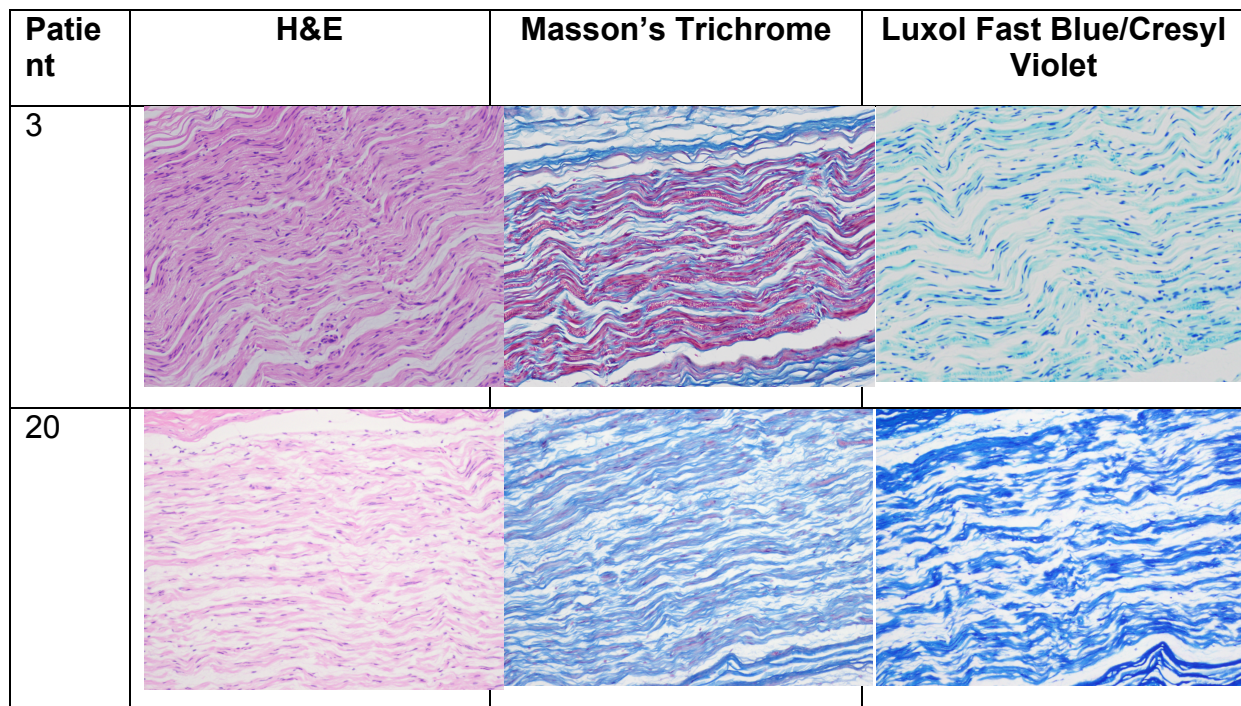 Patie
nt
H&E
Masson's Trichrome
Luxol Fast Blue/Cresyl
Violet
3
20